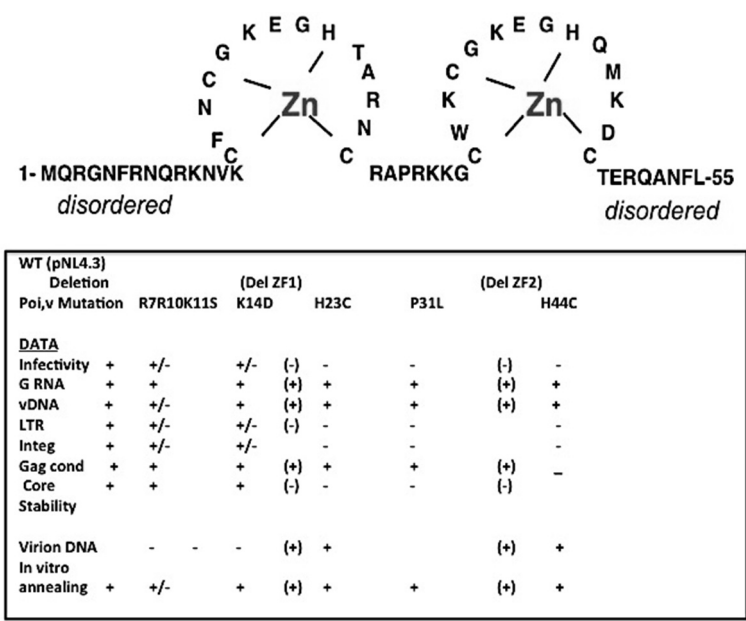 K E G H K E G H
G T G Q
C A C M
N Zn R K Zn K
F N W D
C C C C
1- MQRGNFRNQRKNVK RAPRKKG TERQANFL-55
disordered disordered
WT (pNL4.3)
Deletion (Del ZF1) (Del ZF2)
Poi,v Mutation R7R10K11S K14D H23C P31L H44C
DATA
Infectivity + +/- +/- (-) - - (-) -
G RNA + + + (+) + + (+) +
vDNA + +/- + (+) + + (+) +
LTR + +/- +/- (-) - - -
Integ + +/- +/- - - -
Gag cond + + + (+) + + (+) _
Core + + + (-) - - (-)
Stability
Virion DNA - - - (+) + (+) +
In vitro
annealing + +/- + (+) + + (+) +